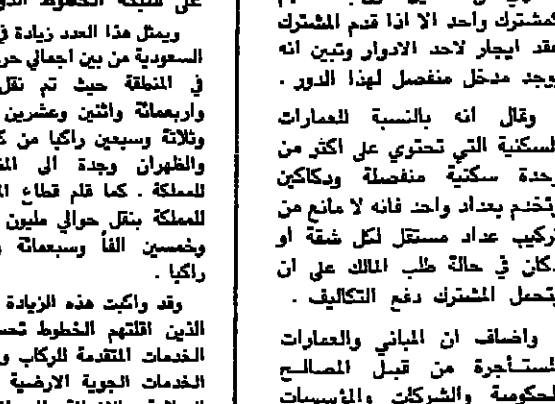 لمشترك واحد الا اذا قدم المشترك
عقد ايجار لاحد الادوار وتبين انه
يوجد مدخل منفصل لهذا الدور .
وقال انه بالنسبة للعمارات
السكنية التي تحتوي على اكثر من
وحدة سكنية منفصلة ودكاكين
وتخدم بعداد واحد فانه لا مانع من
تركيب عداد مستقل لكل شقة أو
دكان في حالة طلب المالك على ان
يتحمل المشترك دفع التكاليف .
واضاف ان المباني والعمارات
المستأجرة من قبل المصالح
الحكومية والشركات والمؤسسات
على شبكة الخطوط
ويمثل هذا العدد زيادة
السعودية من بين اجمالي
في المنطقة حيث تم نقل
واربعمائة واثنين وعشرين
وثلاثة وسبعين راكبا من
والظهران وجدة الى
للمملكة . كما قام قطاع
للمملكة بنقل حوالي مليون
وخمسين الفاً وسبعمائة
راكبا .
وقد واكبت هذه الزيادة
الذين اقلتهم الخطوط
الخدمات المتقدمة للركاب
الخدمات الجوية الارضية